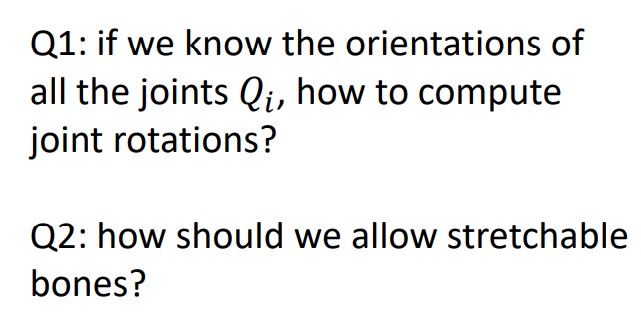 Q1: if we know the orientations of
all the joints Qᵢ, how to compute
joint rotations?
Q2: how should we allow stretchable
bones?